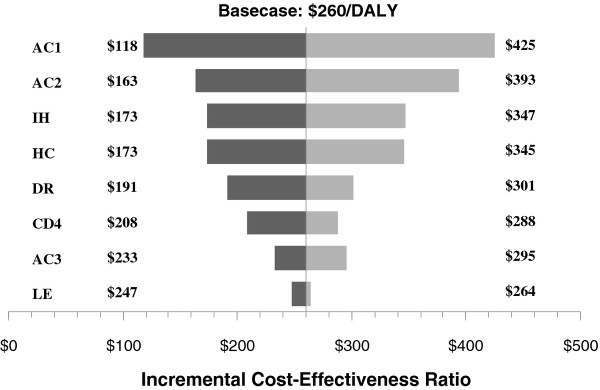 Basecase: $260/DALY
AC1 $118 $425
AC2 $163 $393
IH $173 $347
HC $173 $345
DR $191 $301
CD4 $208 $288
AC3 $233 $295
LE $247 $264
$0 $100 $200 $300 $400 $500
Incremental Cost-Effectiveness Ratio